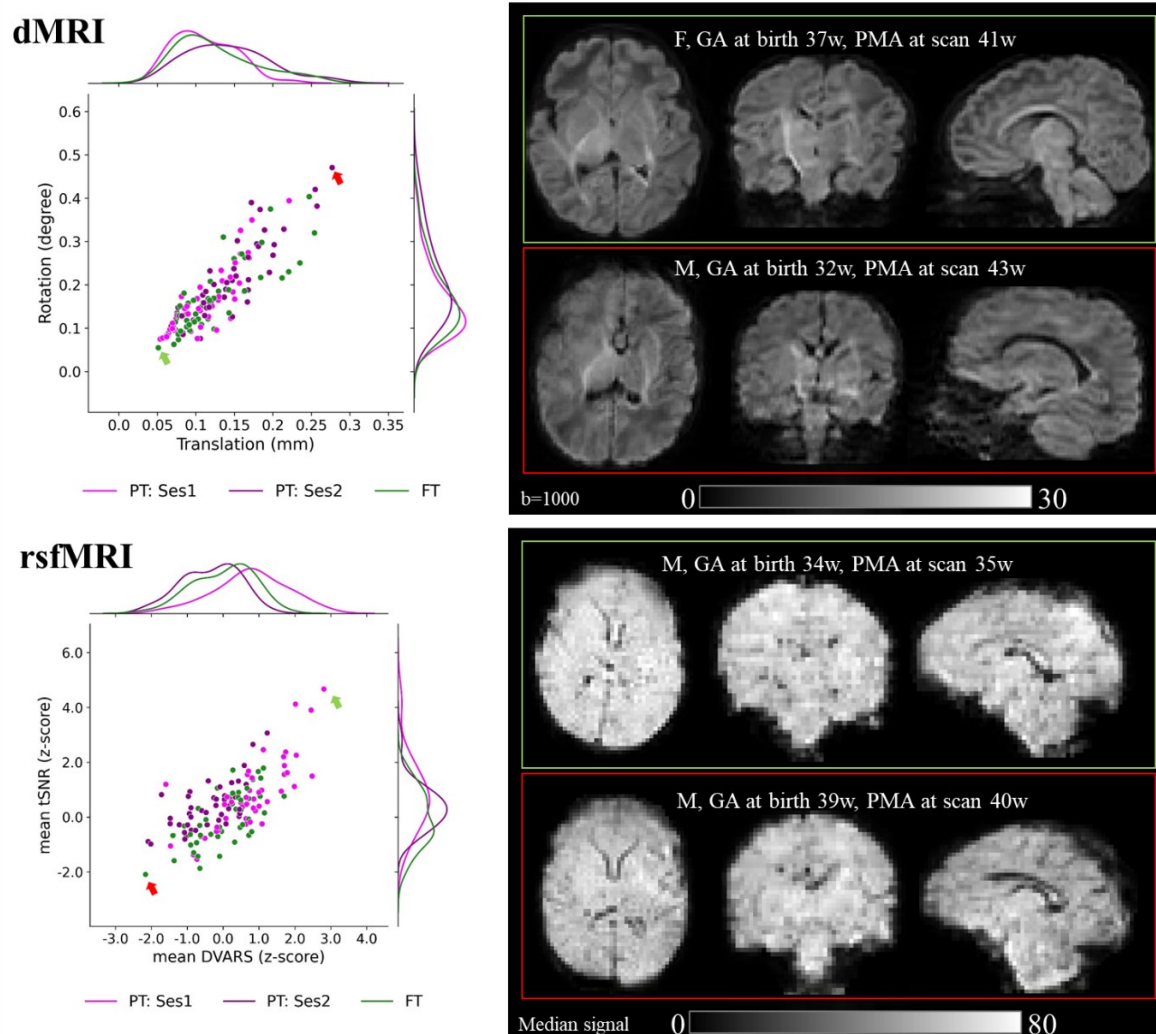 dMRI
Rotation (degree)
0.6
0.5
0.4
0.3
0.2
0.1
0.0
0.0 0.05 0.10 0.15 0.20 0.25 0.30 0.35
Translation (mm)
PT: Ses1 PT: Ses2 FT
F, GA at birth 37w, PMA at scan 41w
M, GA at birth 32w, PMA at scan 43w
b=1000 0 30
rsfMRI
mean tSNR (z-score)
6.0
4.0
2.0
0.0
-2.0
-3.0 -2.0 -1.0 0.0 1.0 2.0 3.0 4.0
mean DVARS (z-score)
PT: Ses1 PT: Ses2 FT
M, GA at birth 34w, PMA at scan 35w
M, GA at birth 39w, PMA at scan 40w
Median signal 0 80